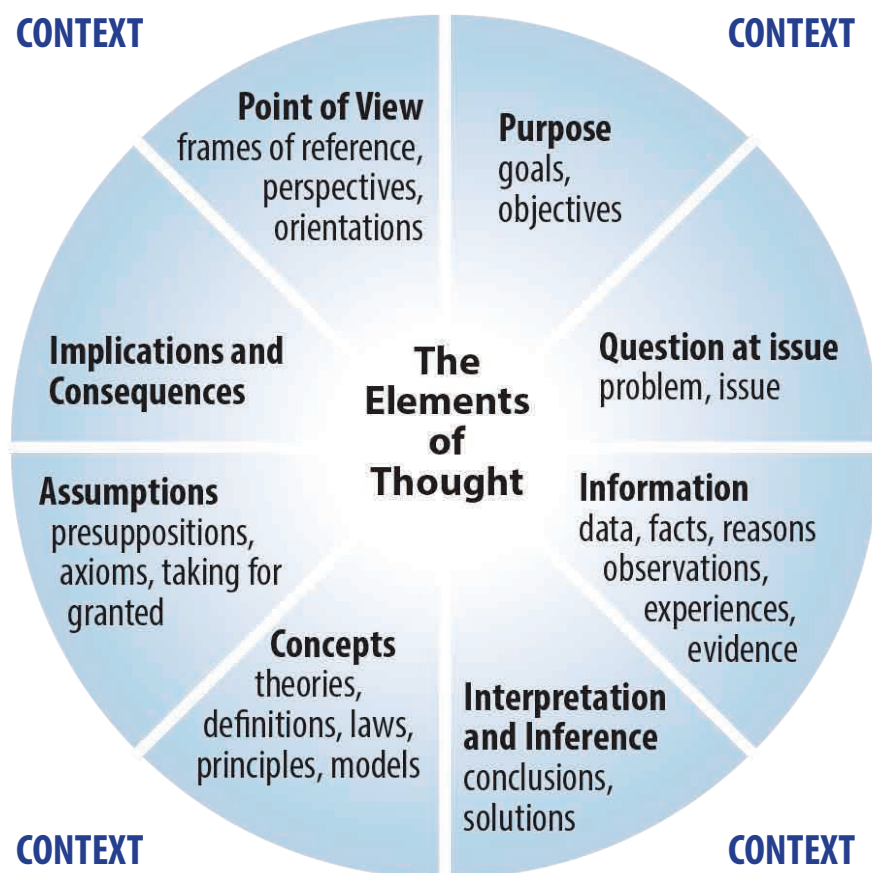 CONTEXT
CONTEXT
Point of View
frames of reference,
perspectives,
orientations
Purpose
goals,
objectives
Question at issue
problem, issue
Information
data, facts, reasons
observations,
experiences,
evidence
Interpretation
and Inference
conclusions,
solutions
Concepts
theories,
definitions, laws,
principles, models
Assumptions
presuppositions,
axioms, taking for
granted
Implications and
Consequences
The
Elements
of
Thought
CONTEXT
CONTEXT